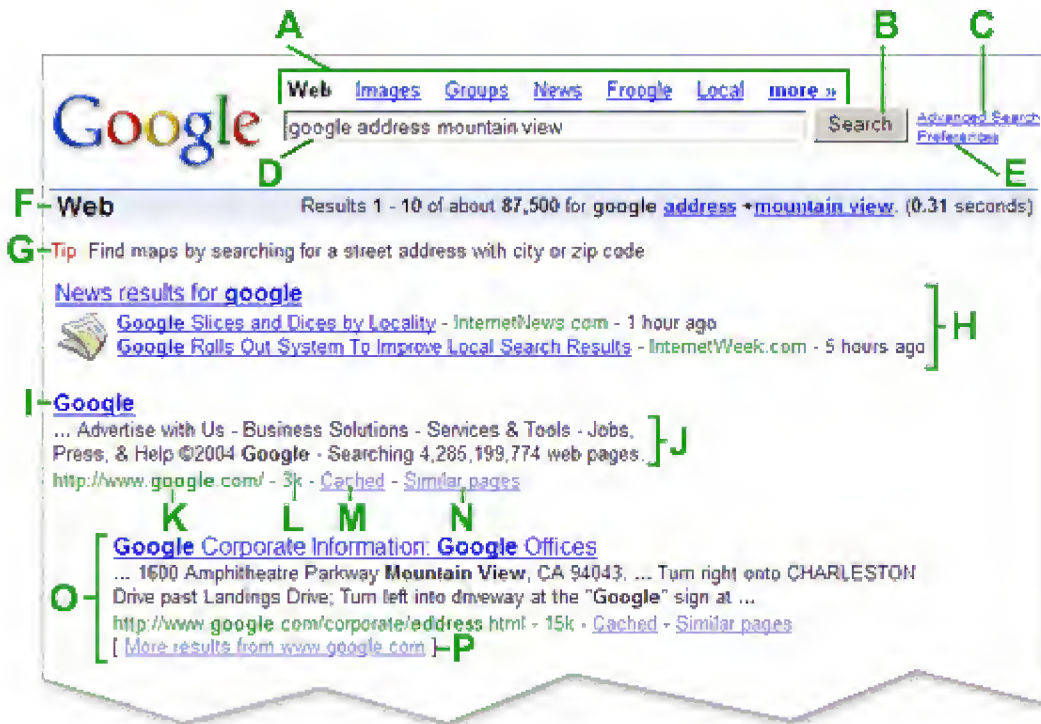 A B C
Web Images Groups News Froogle Local more »
Google google address mountain view Search Advanced Search
Preferences
D E
F Web Results 1 - 10 of about 87,500 for google address mountain view. (0.31 seconds)
G Tip Find maps by searching for a street address with city or zip code
News results for google
Google Slices and Dices by Locality - InternetNews.com - 1 hour ago
H
Google Rolls Out System To Improve Local Search Results - InternetWeek.com - 5 hours ago
I Google
... Advertise with Us - Business Solutions - Services & Tools - Jobs,
J
Press, & Help ©2004 Google - Searching 4,285,199,774 web pages.
http://www.google.com/ - 3k - Cached - Similar pages
K L M N
Google Corporate Information: Google Offices
... 1600 Amphitheatre Parkway Mountain View, CA 94043. ... Turn right onto CHARLESTON
O
Drive past Landings Drive; Turn left into driveway at the "Google" sign at ...
http://www.google.com/corporate/address.html - 15k - Cached - Similar pages
[ More results from www.google.com ] P